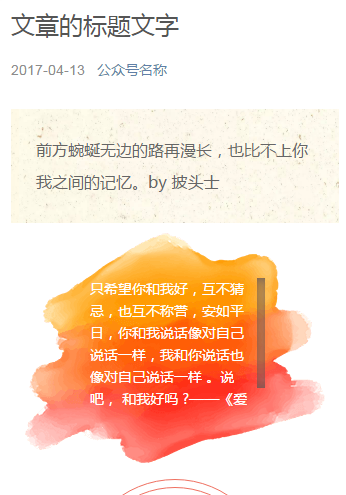 文章的标题文字
2017-04-13 公众号名称
前方蜿蜒无边的路再漫长，也比不上你
我之间的记忆。by 披头士
只希望你和我好，互不猜
忌，也互不称誉，安如平
日，你和我说话像对自己
说话一样，我和你说话也
像对自己说话一样 。说
吧， 和我好吗？——《爱